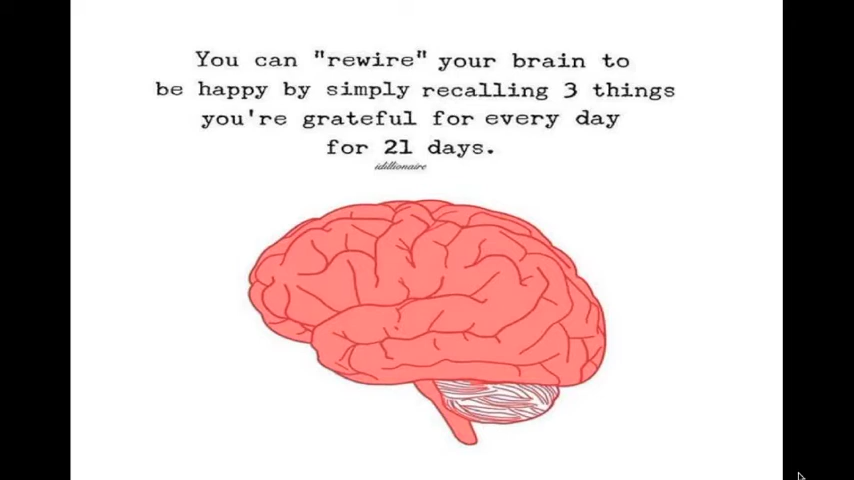 You can "rewire" your brain to
be happy by simply recalling 3 things
you're grateful for every day
for 21 days.
idillionaire